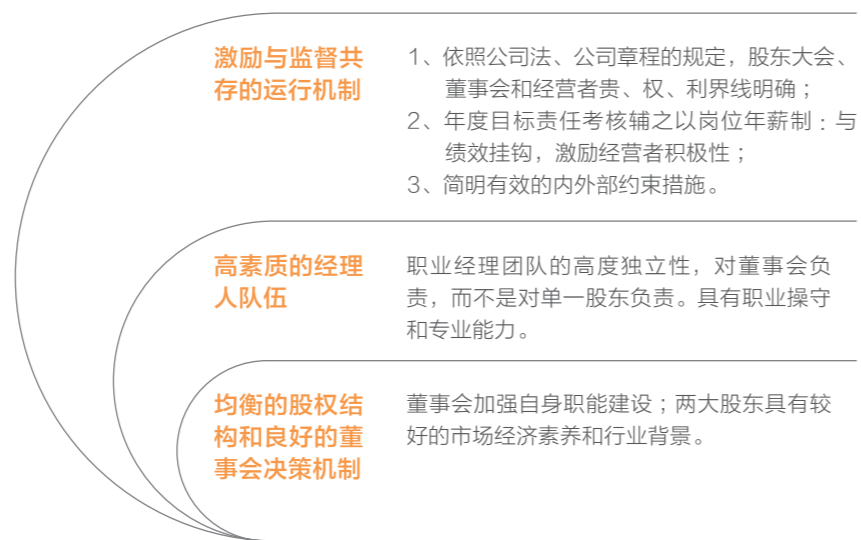 激励与监督共
存的运行机制
1、依照公司法、公司章程的规定，股东大会、
董事会和经营者贵、权、利界线明确；
2、年度目标责任考核辅之以岗位年薪制：与
绩效挂钩，激励经营者积极性；
3、简明有效的内外部约束措施。
高素质的经理
人队伍
职业经理团队的高度独立性，对董事会负
责，而不是对单一股东负责。具有职业操守
和专业能力。
均衡的股权结
构和良好的董
事会决策机制
董事会加强自身职能建设；两大股东具有较
好的市场经济素养和行业背景。